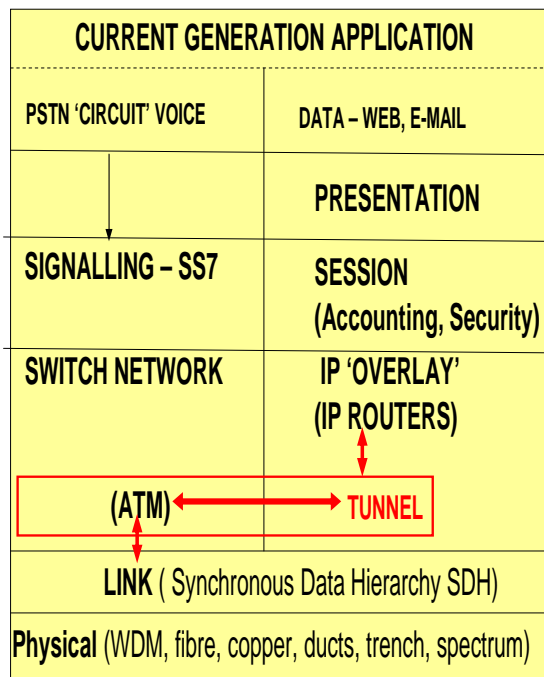 CURRENT GENERATION APPLICATION
PSTN ‘CIRCUIT’ VOICE
DATA – WEB, E-MAIL
PRESENTATION
SIGNALLING – SS7
SESSION
(Accounting, Security)
SWITCH NETWORK
IP ‘OVERLAY’
(IP ROUTERS)
(ATM)
TUNNEL
LINK ( Synchronous Data Hierarchy SDH)
Physical (WDM, fibre, copper, ducts, trench, spectrum)